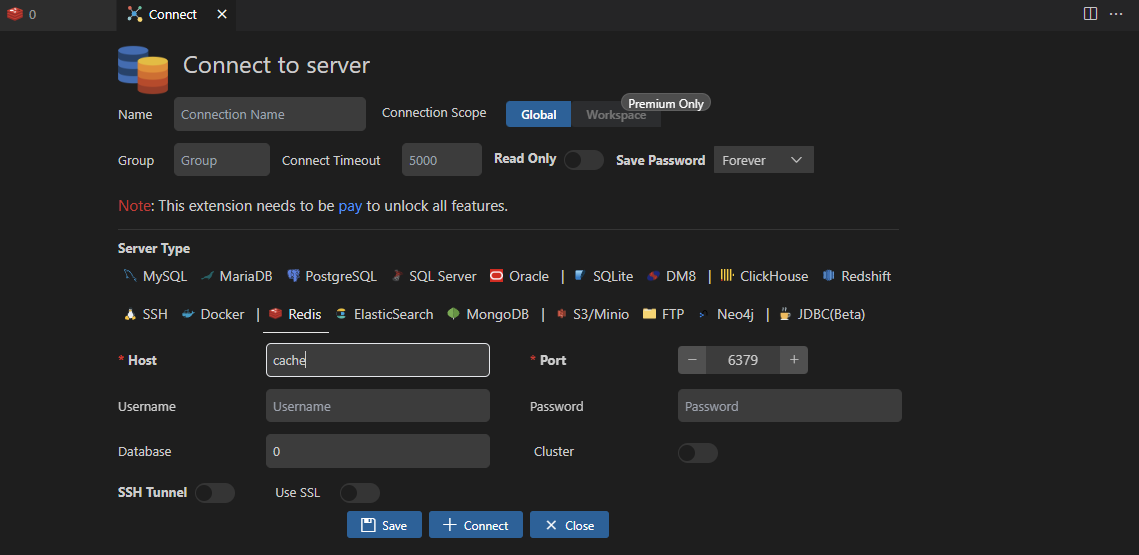 0 Connect
Connect to server
Name Connection Name Connection Scope Global Workspace Premium Only
Group Group Connect Timeout 5000 Read Only Save Password Forever
Note: This extension needs to be pay to unlock all features.
Server Type
MySQL MariaDB PostgreSQL SQL Server Oracle | SQLite DM8 | ClickHouse Redshift
SSH Docker | Redis ElasticSearch MongoDB | S3/Minio FTP Neo4j | JDBC(Beta)
* Host cache * Port − 6379 +
Username Username Password Password
Database 0 Cluster
SSH Tunnel Use SSL
Save Connect Close